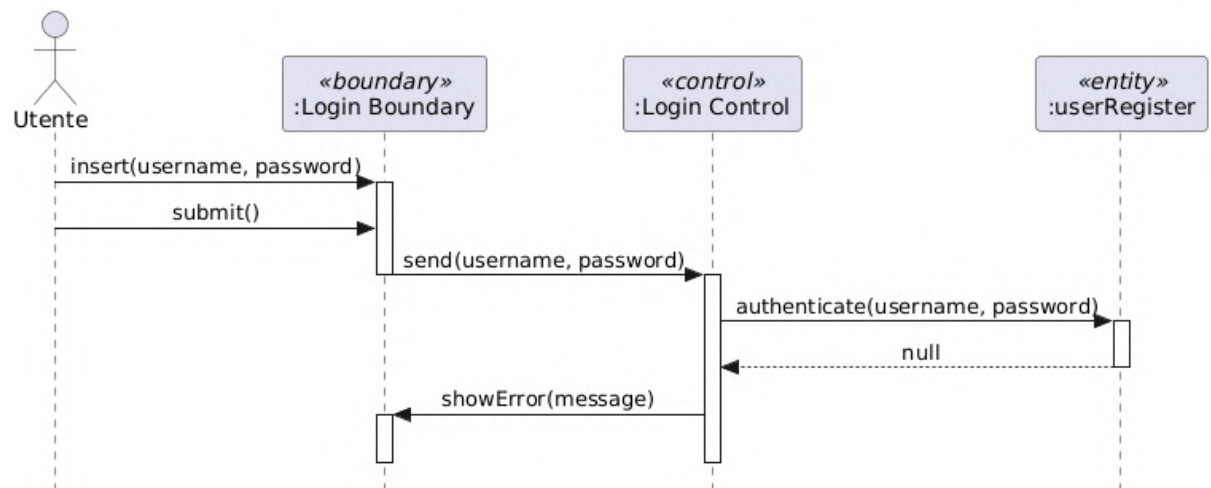 Utente
«boundary»
:Login Boundary
«control»
:Login Control
«entity»
:userRegister
insert(username, password)
submit()
send(username, password)
authenticate(username, password)
null
showError(message)